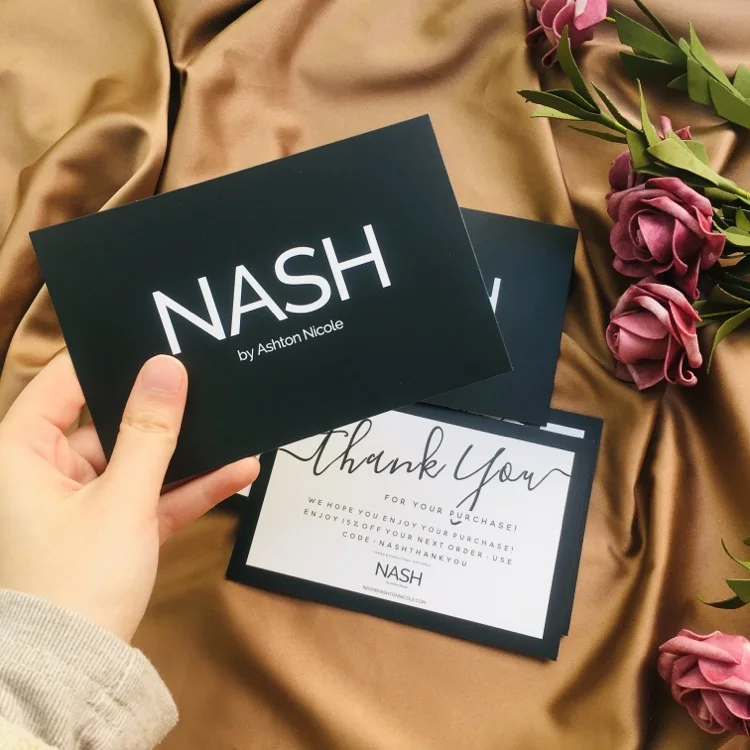 NASH
by Ashton Nicole
H
Thank You
FOR YOUR PURCHASE!
WE HOPE YOU ENJOY YOUR PURCHASE!
ENJOY 15% OFF YOUR NEXT ORDER. USE
CODE: NASHTHANKYOU
NASH